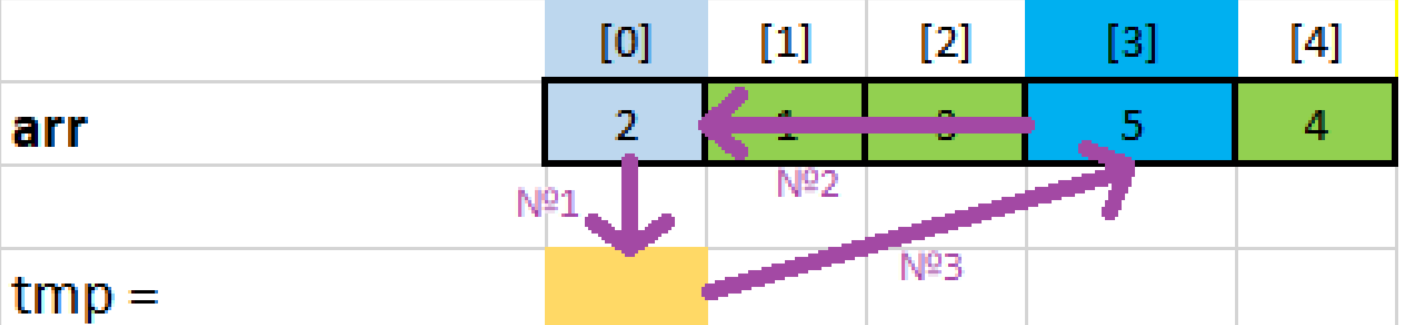 [0] [1] [2] [3] [4]
arr 2 1 5 4
№1 №2
№3
tmp =